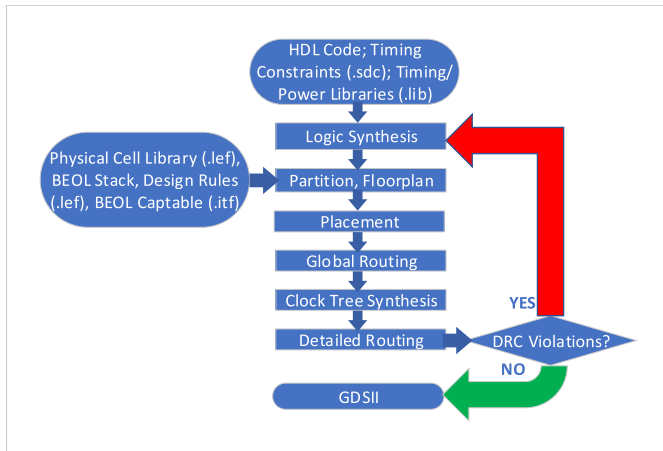 HDL Code; Timing
Constraints (.sdc); Timing/
Power Libraries (.lib)
Logic Synthesis
Physical Cell Library (.lef),
BEOL Stack, Design Rules
(.lef), BEOL Captable (.itf)
Partition, Floorplan
Placement
Global Routing
Clock Tree Synthesis
YES
Detailed Routing
DRC Violations?
NO
GDSII